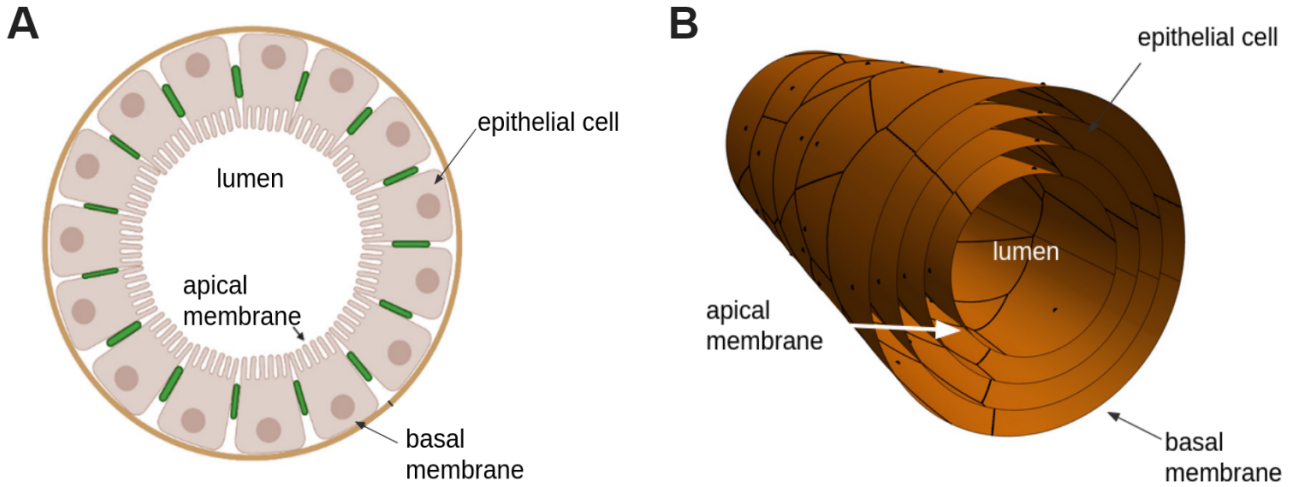 A
epithelial cell
lumen
apical
membrane
basal
membrane
B
epithelial cell
lumen
apical
membrane
basal
membrane